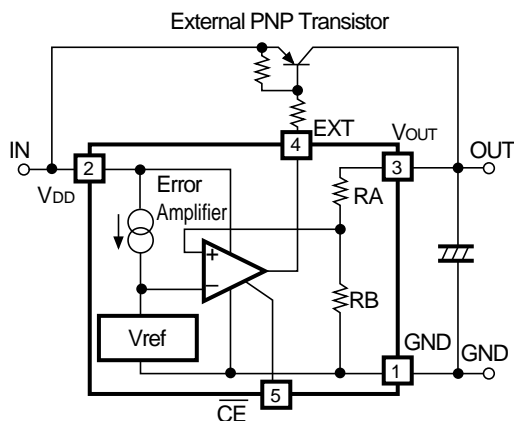 External PNP Transistor
EXT
4
VOUT
IN
2
3
OUT
VDD
Error
Amplifier
RA
+
−
RB
Vref
GND
GND
1
5
CE